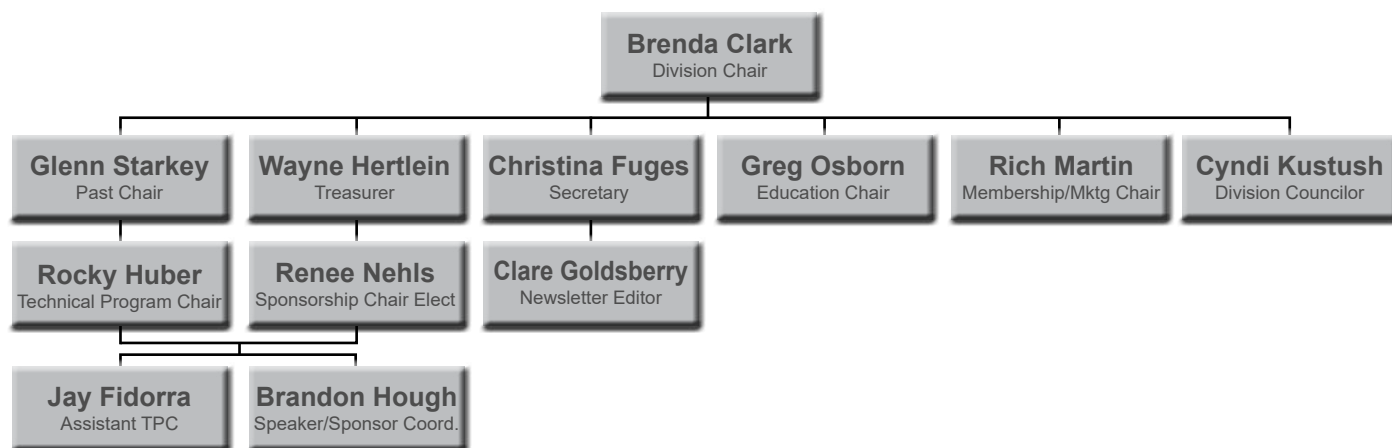 Brenda Clark
Division Chair
Glenn Starkey
Past Chair
Wayne Hertlein
Treasurer
Christina Fuges
Secretary
Greg Osborn
Education Chair
Rich Martin
Membership/Mktg Chair
Cyndi Kustush
Division Councilor
Rocky Huber
Technical Program Chair
Renee Nehls
Sponsorship Chair Elect
Clare Goldsberry
Newsletter Editor
Jay Fidorra
Assistant TPC
Brandon Hough
Speaker/Sponsor Coord.